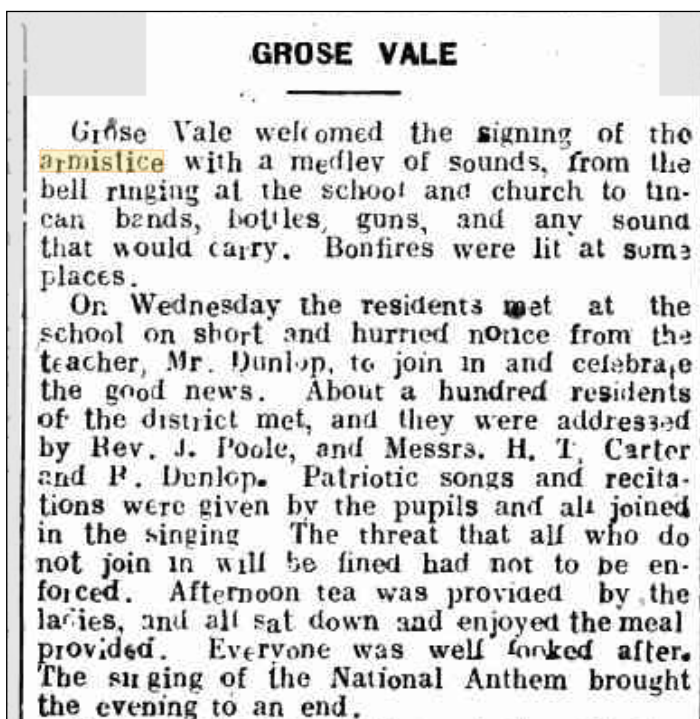 GROSE VALE
Grose Vale welcomed the signing of the
armistice with a medley of sounds, from the
bell ringing at the school and church to tin-
can bands, bottles, guns, and any sound
that would carry. Bonfires were lit at some
places.
On Wednesday the residents met at the
school on short and hurried notice from the
teacher, Mr. Dunlop, to join in and celebrate
the good news. About a hundred residents
of the district met, and they were addressed
by Rev. J. Poole, and Messrs. H. T. Carter
and P. Dunlop. Patriotic songs and recita-
tions were given by the pupils and all joined
in the singing The threat that all who do
not join in will be fined had not to be en-
forced. Afternoon tea was provided by the
ladies, and all sat down and enjoyed the meal
provided. Everyone was well looked after.
The singing of the National Anthem brought
the evening to an end.